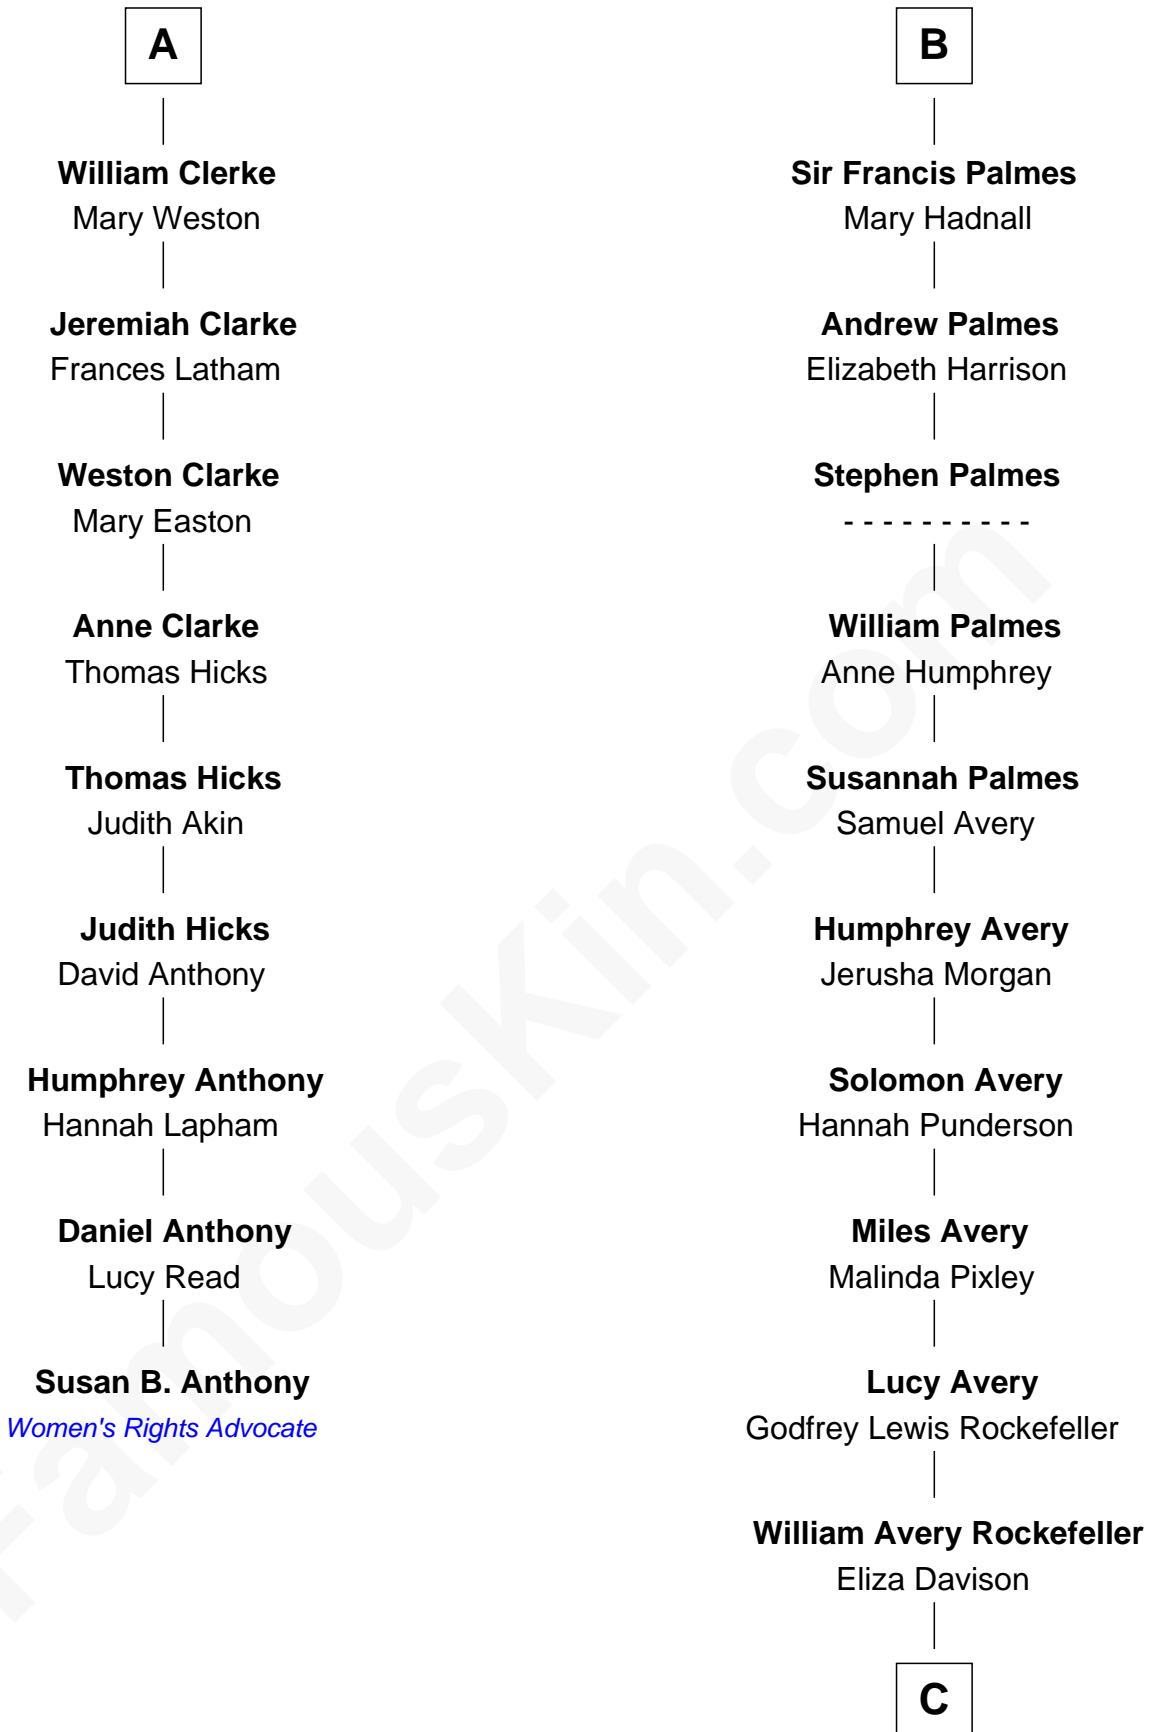 A
William Clerke
Mary Weston
Jeremiah Clarke
Frances Latham
Weston Clarke
Mary Easton
Anne Clarke
Thomas Hicks
Thomas Hicks
Judith Akin
Judith Hicks
David Anthony
Humphrey Anthony
Hannah Lapham
Daniel Anthony
Lucy Read
Susan B. Anthony
Women's Rights Advocate
B
Sir Francis Palmes
Mary Hadnall
Andrew Palmes
Elizabeth Harrison
Stephen Palmes
- - - - - - - - - -
William Palmes
Anne Humphrey
Susannah Palmes
Samuel Avery
Humphrey Avery
Jerusha Morgan
Solomon Avery
Hannah Punderson
Miles Avery
Malinda Pixley
Lucy Avery
Godfrey Lewis Rockefeller
William Avery Rockefeller
Eliza Davison
C
FamousKin.com